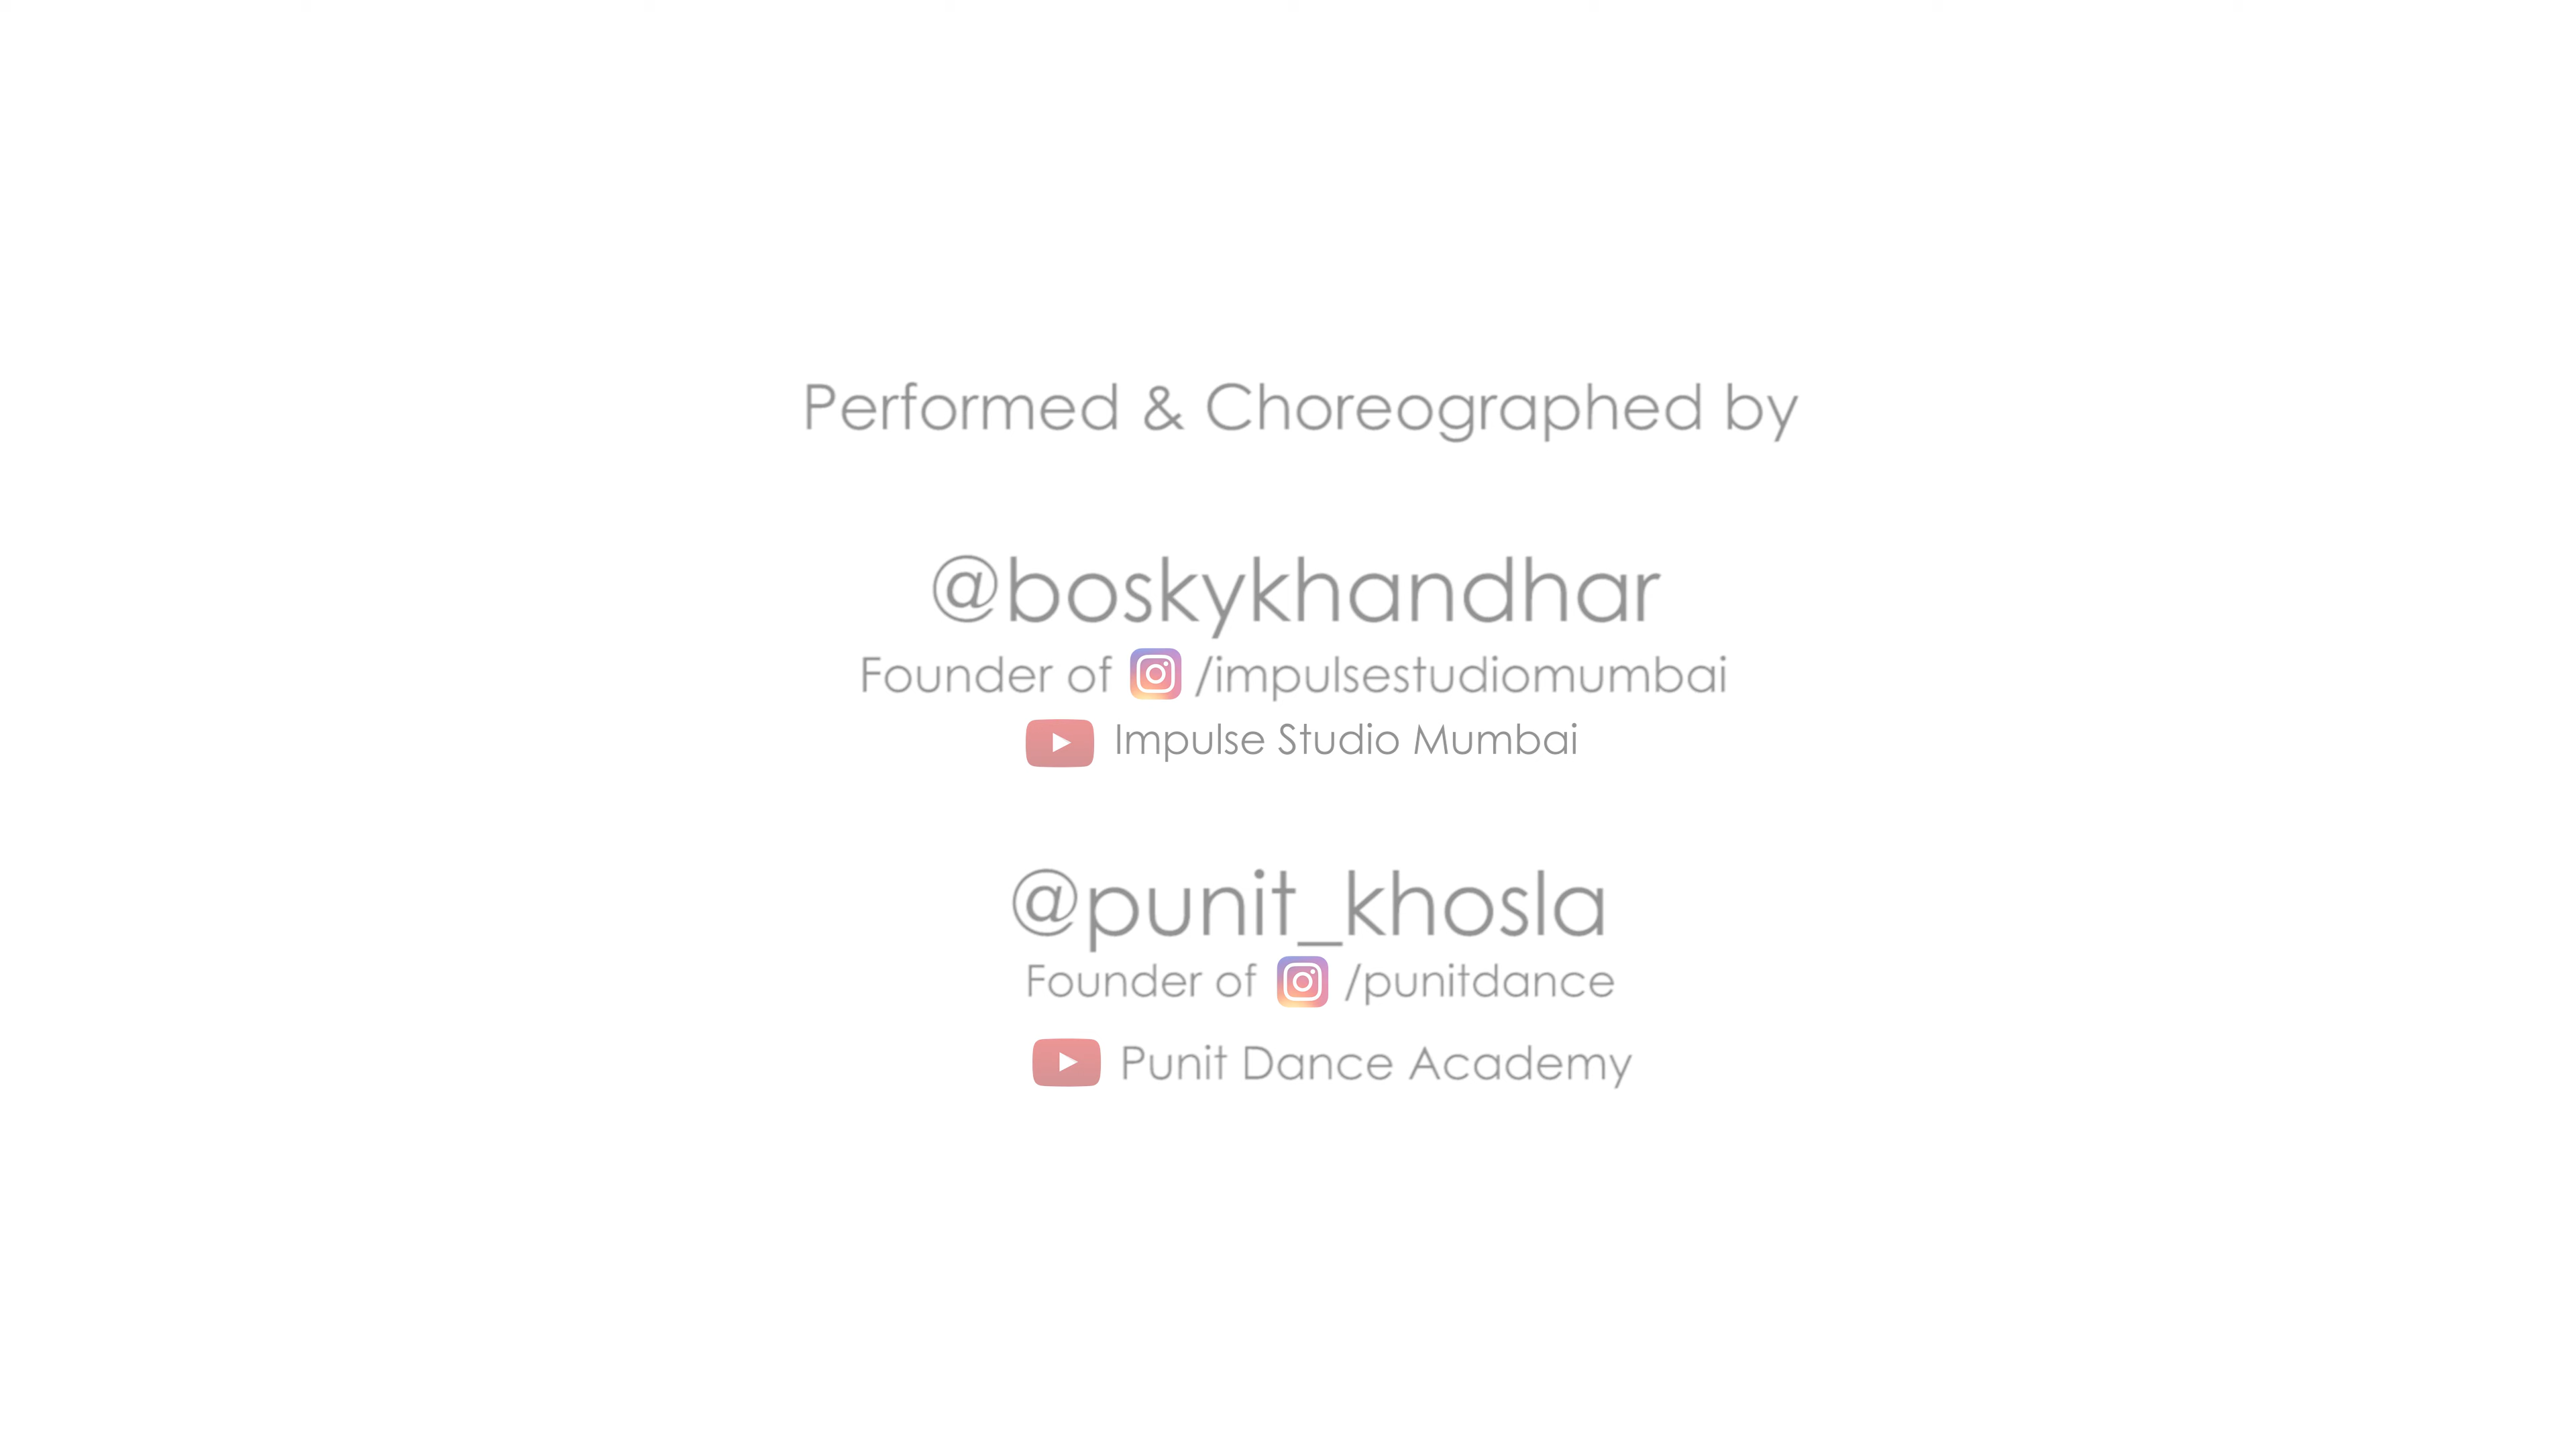 Performed & Choreographed by
@boskykhandhar
Founder of /impulsestudiomumbai
Impulse Studio Mumbai
@punit_khosla
Founder of /punitdance
Punit Dance Academy